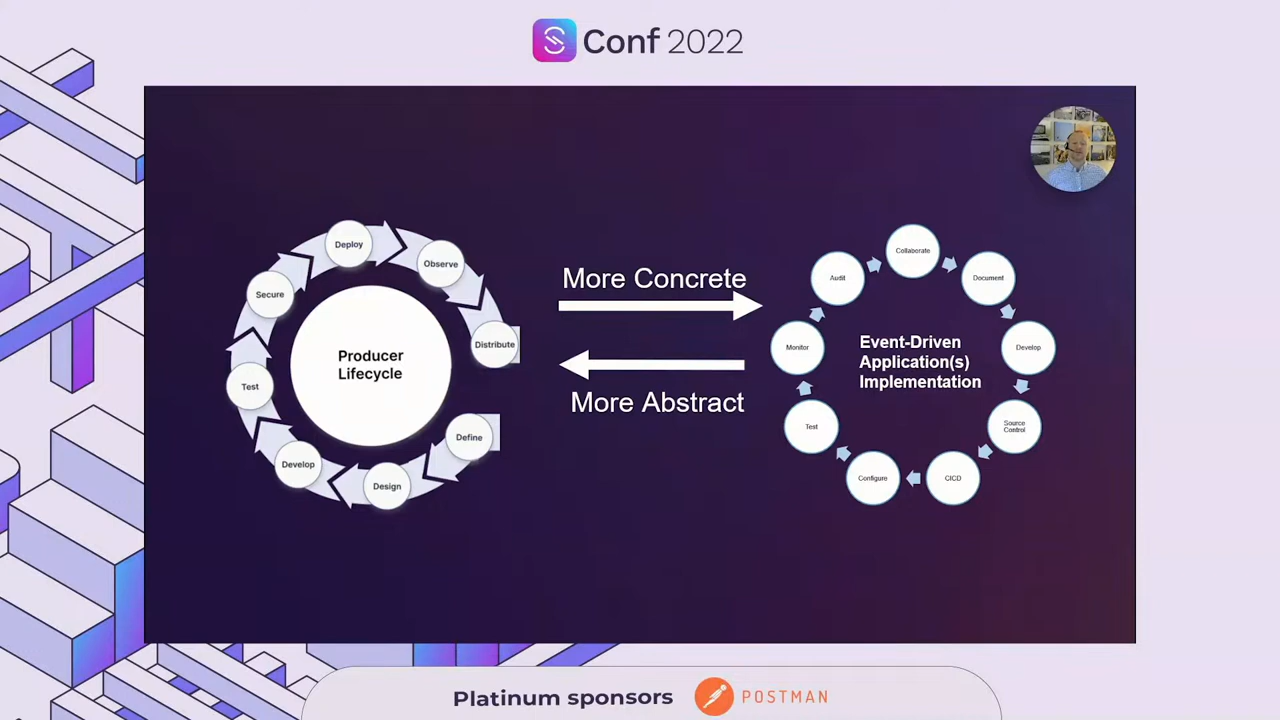 Conf 2022
Deploy
Observe
Secure
Distribute
Producer
Lifecycle
Test
Define
Develop
Design
More Concrete
More Abstract
Collaborate
Audit
Document
Monitor
Event-Driven
Application(s)
Implementation
Develop
Test
Source
Control
Configure
CICD
Platinum sponsors
POSTMAN